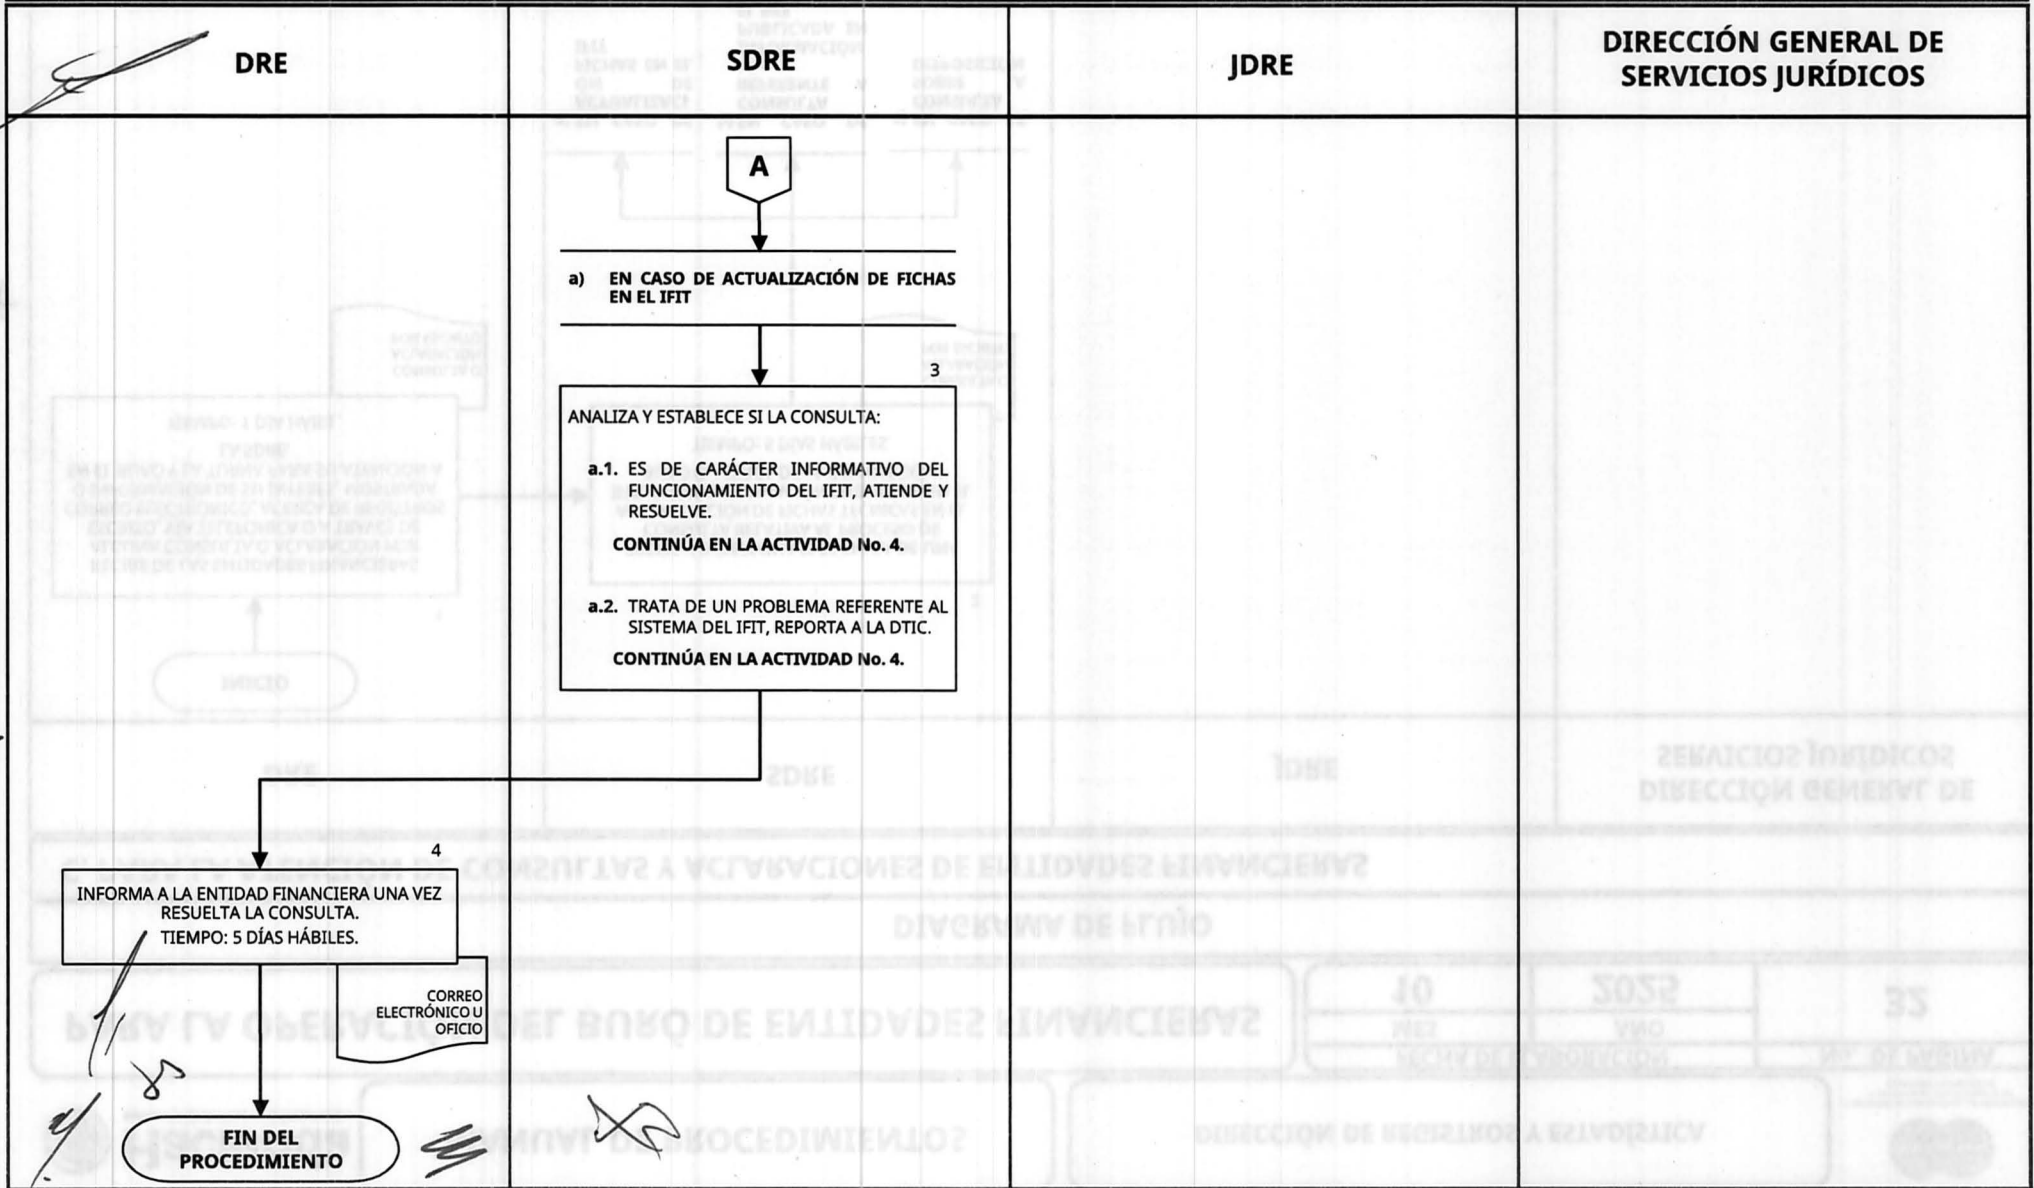 DRE
SDRE
JDRE
DIRECCIÓN GENERAL DE
SERVICIOS JURÍDICOS
A
a) EN CASO DE ACTUALIZACIÓN DE FICHAS
EN EL IFIT
3
ANALIZA Y ESTABLECE SI LA CONSULTA:
a.1. ES DE CARÁCTER INFORMATIVO DEL
FUNCIONAMIENTO DEL IFIT, ATIENDE Y
RESUELVE.
CONTINÚA EN LA ACTIVIDAD No. 4.
a.2. TRATA DE UN PROBLEMA REFERENTE AL
SISTEMA DEL IFIT, REPORTA A LA DTIC.
CONTINÚA EN LA ACTIVIDAD No. 4.
4
INFORMA A LA ENTIDAD FINANCIERA UNA VEZ
RESUELTA LA CONSULTA.
TIEMPO: 5 DÍAS HÁBILES.
CORREO
ELECTRÓNICO U
OFICIO
FIN DEL
PROCEDIMIENTO